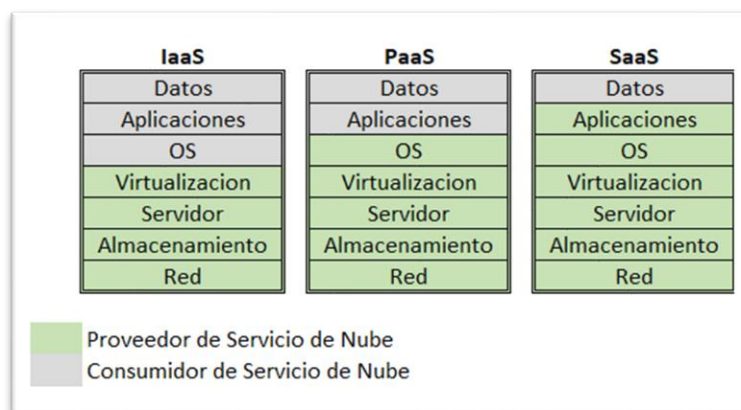 IaaS PaaS SaaS
Datos Datos Datos
Aplicaciones Aplicaciones Aplicaciones
OS OS OS
Virtualizacion Virtualizacion Virtualizacion
Servidor Servidor Servidor
Almacenamiento Almacenamiento Almacenamiento
Red Red Red
Proveedor de Servicio de Nube
Consumidor de Servicio de Nube